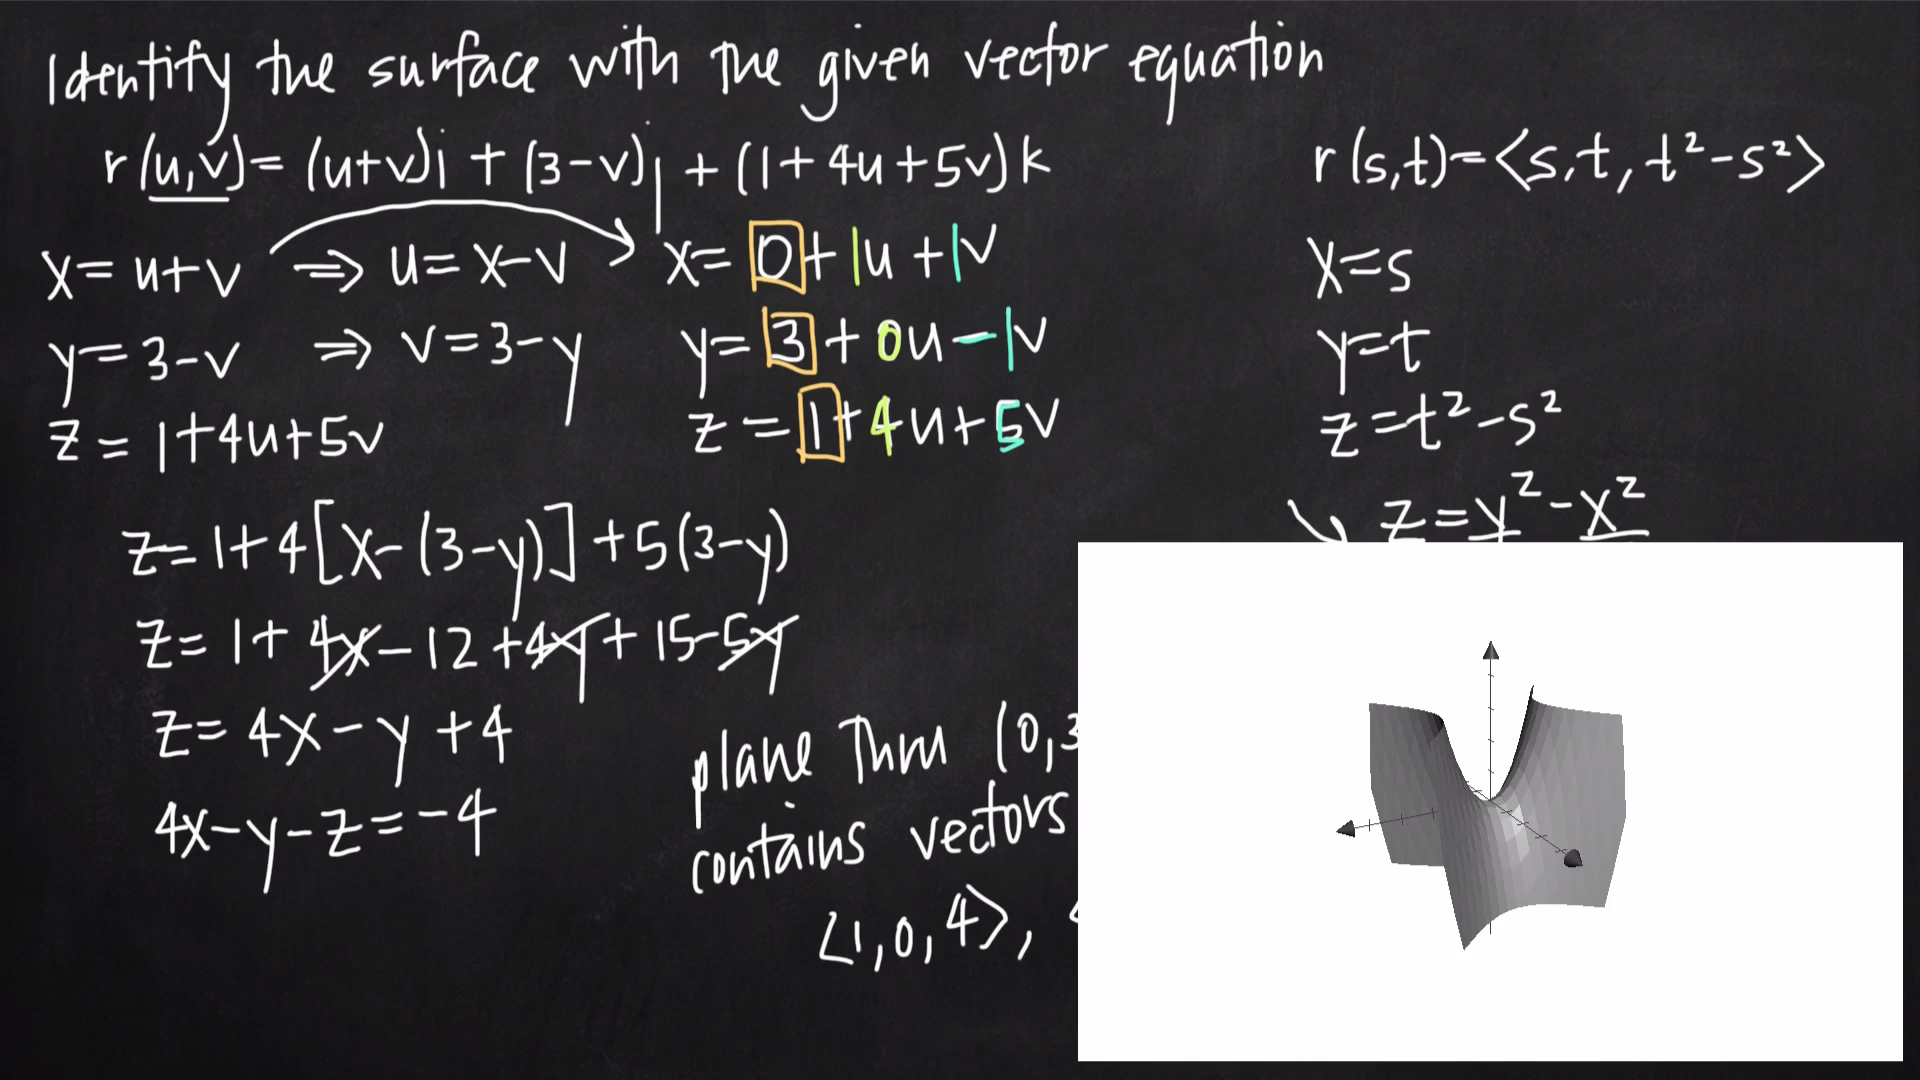 Identify the surface with the given vector equation
r(u,v)= (u+v)i + (3-v)j + (1+4u+5v)k
x= u+v ⇒ u= x-v
y= 3-v ⇒ v=3-y
z = 1+4u+5v
x= 0+1u+1v
y= 3+0u-1v
z =1+4u+5v
z=1+4[x-(3-y)]+5(3-y)
z= 1+ 4x-12+4y+ 15-5y
z= 4x-y+4
4x-y-z=-4
plane thru (0,3
contains vectors
⟨1,0,4⟩,
r(s,t)=⟨s,t, t²-s²⟩
x=s
y=t
z=t²-s²
z=y²-x²